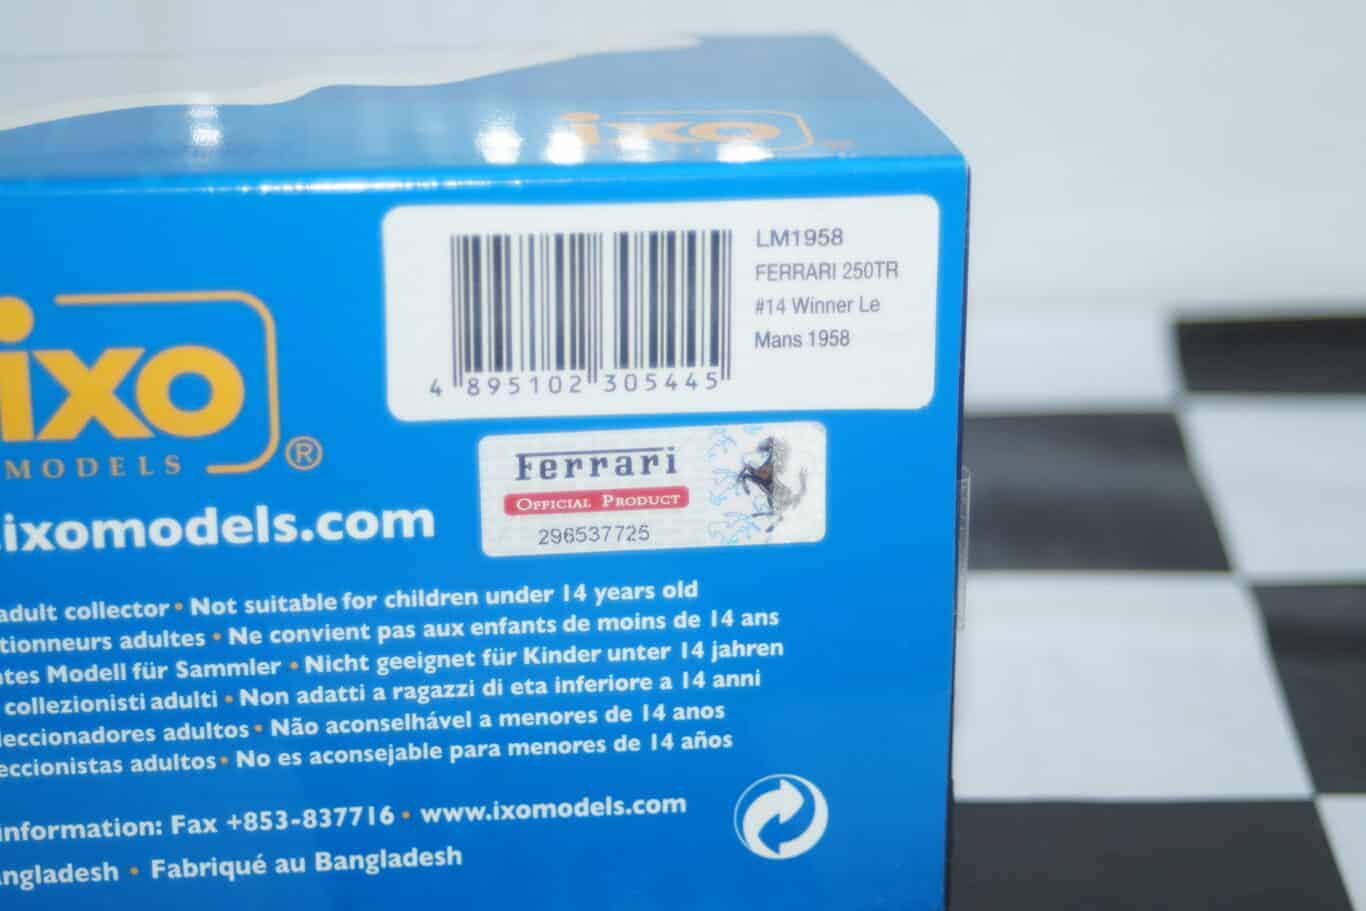 ixo
LM1958
FERRARI 250TR
#14 Winner Le
Mans 1958
4 895102 305445
ixo
MODELS ®
.ixomodels.com
Ferrari
OFFICIAL PRODUCT
296537725
adult collector • Not suitable for children under 14 years old
tionneurs adultes • Ne convient pas aux enfants de moins de 14 ans
tes Modell für Sammler • Nicht geeignet für Kinder unter 14 jahren
collezionisti adulti • Non adatti a ragazzi di eta inferiore a 14 anni
leccionadores adultos • Não aconselhável a menores de 14 anos
eccionistas adultos • No es aconsejable para menores de 14 años
information: Fax +853-837716 • www.ixomodels.com
ngladesh • Fabriqué au Bangladesh